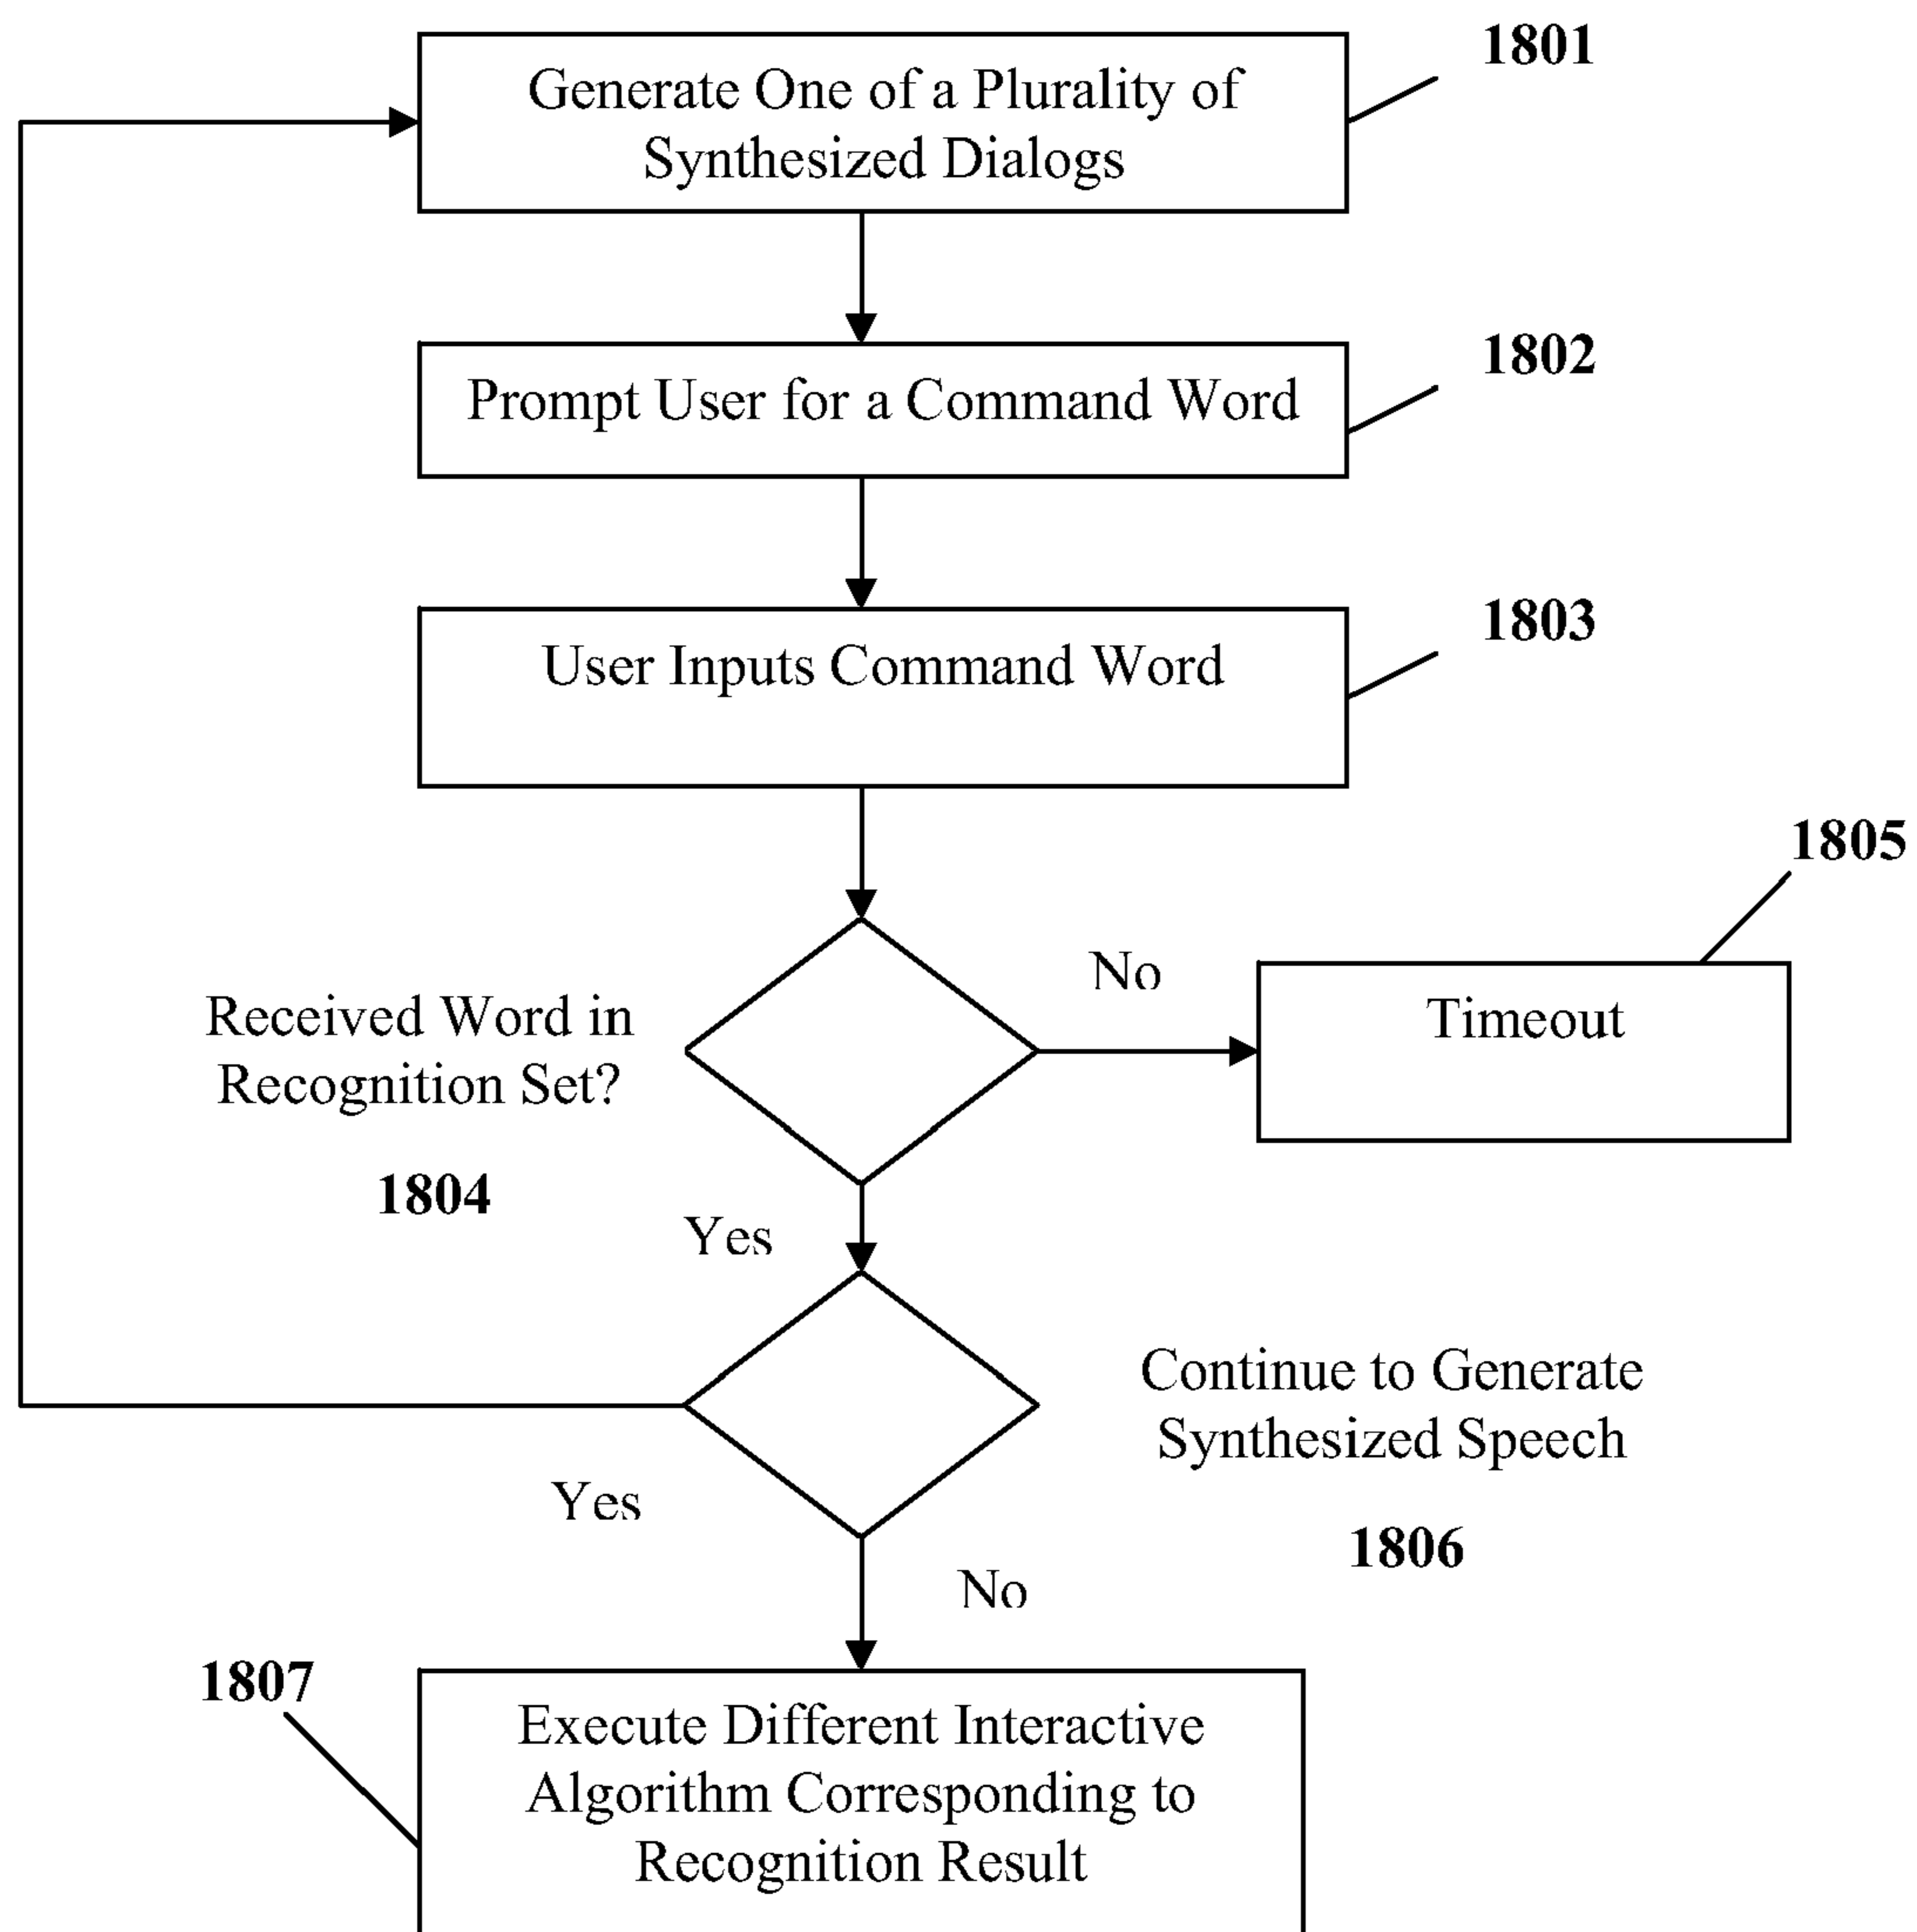 1801
Generate One of a Plurality of
Synthesized Dialogs
1802
Prompt User for a Command Word
1803
User Inputs Command Word
1805
No
Timeout
Received Word in
Recognition Set?
1804
Yes
Continue to Generate
Synthesized Speech
Yes
1806
No
1807
Execute Different Interactive
Algorithm Corresponding to
Recognition Result